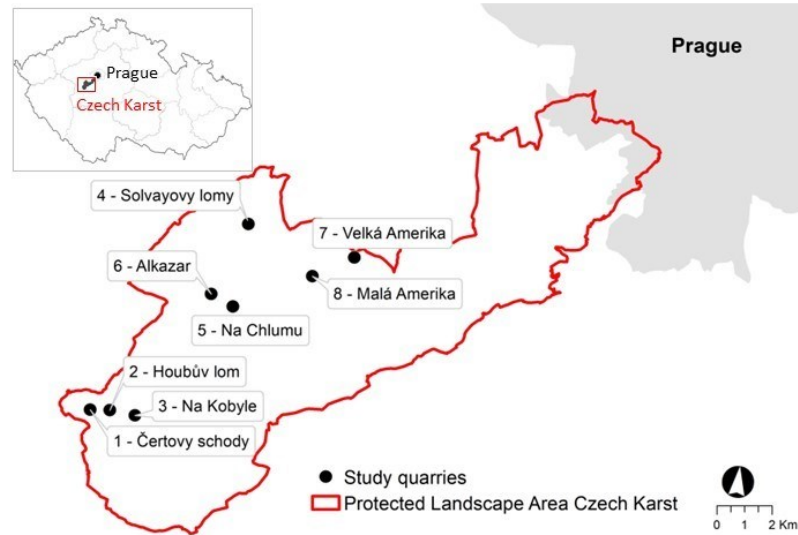 Prague
Czech Karst
Prague
4 - Solvayovy lomy
7 - Velká Amerika
6 - Alkazar
8 - Malá Amerika
5 - Na Chlumu
2 - Houbův lom
3 - Na Kobyle
1 - Čertovy schody
Study quarries
Protected Landscape Area Czech Karst
0 1 2 Km